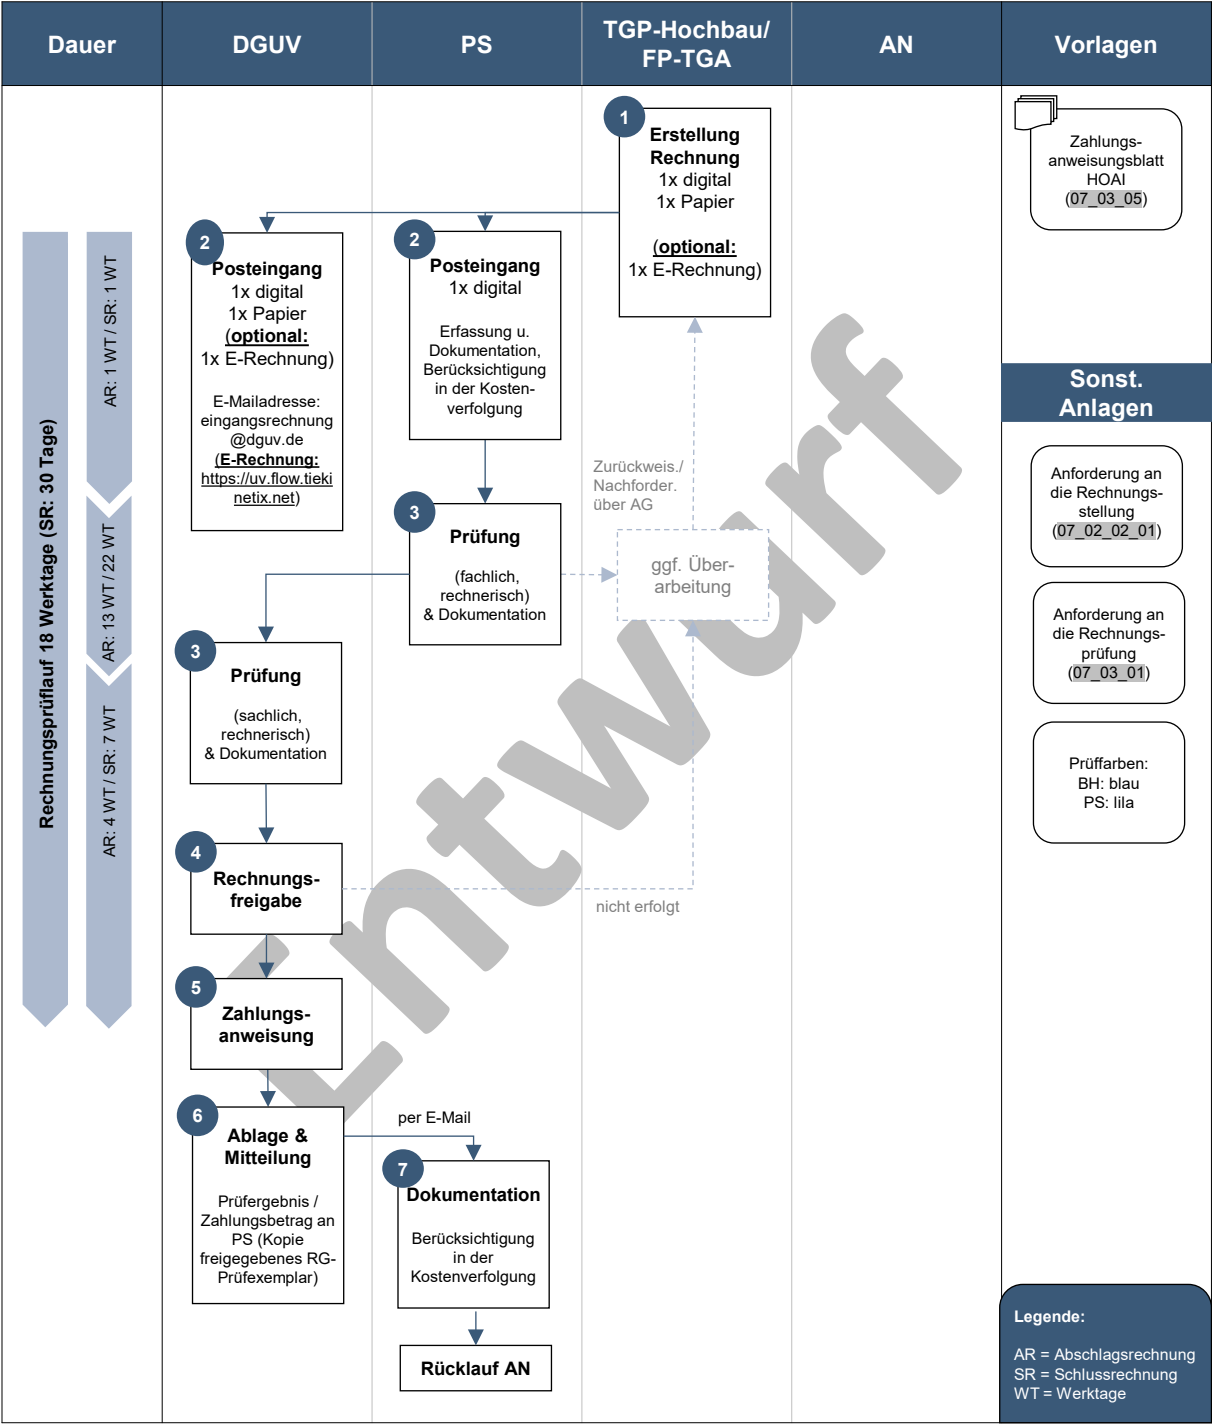 Dauer
DGUV
PS
TGP-Hochbau/
FP-TGA
AN
Vorlagen
1
Erstellung
Rechnung
1x digital
1x Papier
(optional:
1x E-Rechnung)
Zahlungs-
anweisungsblatt
HOAI
(07_03_05)
Rechnungsprüflauf 18 Werktage (SR: 30 Tage)
AR: 1 WT / SR: 1 WT
AR: 13 WT / 22 WT
AR: 4 WT / SR: 7 WT
2
Posteingang
1x digital
1x Papier
(optional:
1x E-Rechnung)
E-Mailadresse:
eingangsrechnung
@dguv.de
(E-Rechnung:
https://uv.flow.tieki
netix.net)
2
Posteingang
1x digital
Erfassung u.
Dokumentation,
Berücksichtigung
in der Kosten-
verfolgung
Sonst.
Anlagen
Zurückweis./
Nachforder.
über AG
Anforderung an
die Rechnungs-
stellung
(07_02_02_01)
3
Prüfung
(fachlich,
rechnerisch)
& Dokumentation
ggf. Über-
arbeitung
Anforderung an
die Rechnungs-
prüfung
(07_03_01)
3
Prüfung
(sachlich,
rechnerisch)
& Dokumentation
Prüffarben:
BH: blau
PS: lila
4
Rechnungs-
freigabe
nicht erfolgt
5
Zahlungs-
anweisung
6
Ablage &
Mitteilung
Prüfergebnis /
Zahlungsbetrag an
PS (Kopie
freigegebenes RG-
Prüfexemplar)
per E-Mail
7
Dokumentation
Berücksichtigung
in der
Kostenverfolgung
Rücklauf AN
Legende:
AR = Abschlagsrechnung
SR = Schlussrechnung
WT = Werktage
Entwurf